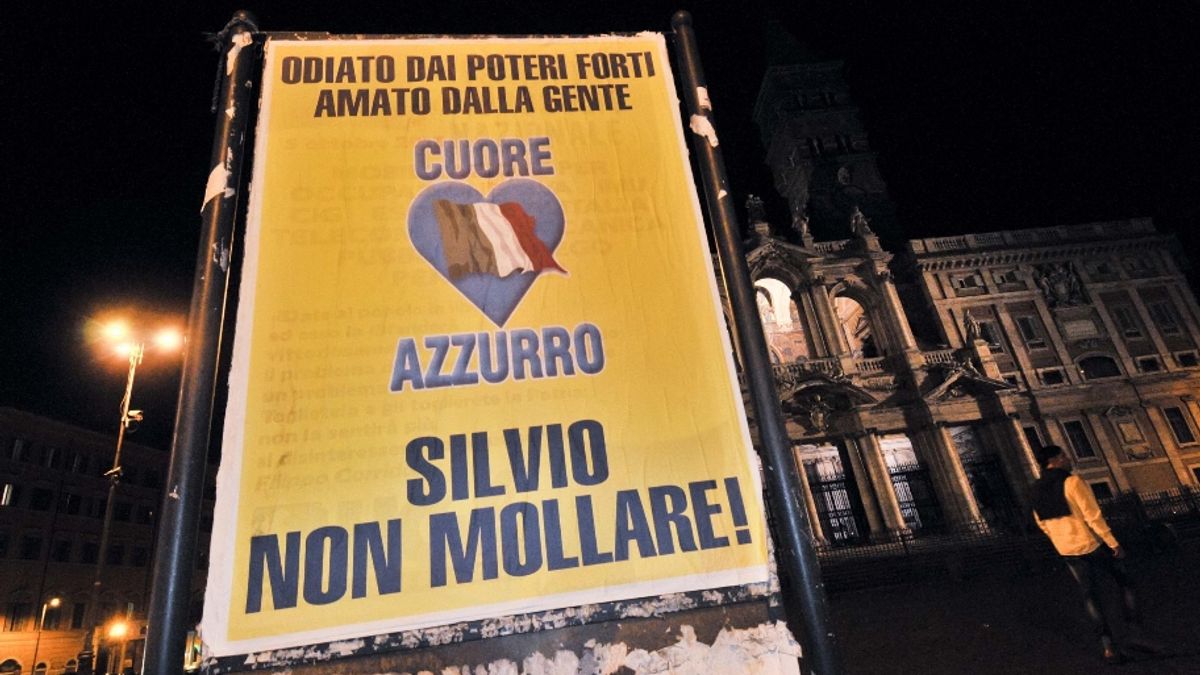 ODIATO DAI POTERI FORTI
AMATO DALLA GENTE
CUORE
AZZURRO
SILVIO
NON MOLLARE!